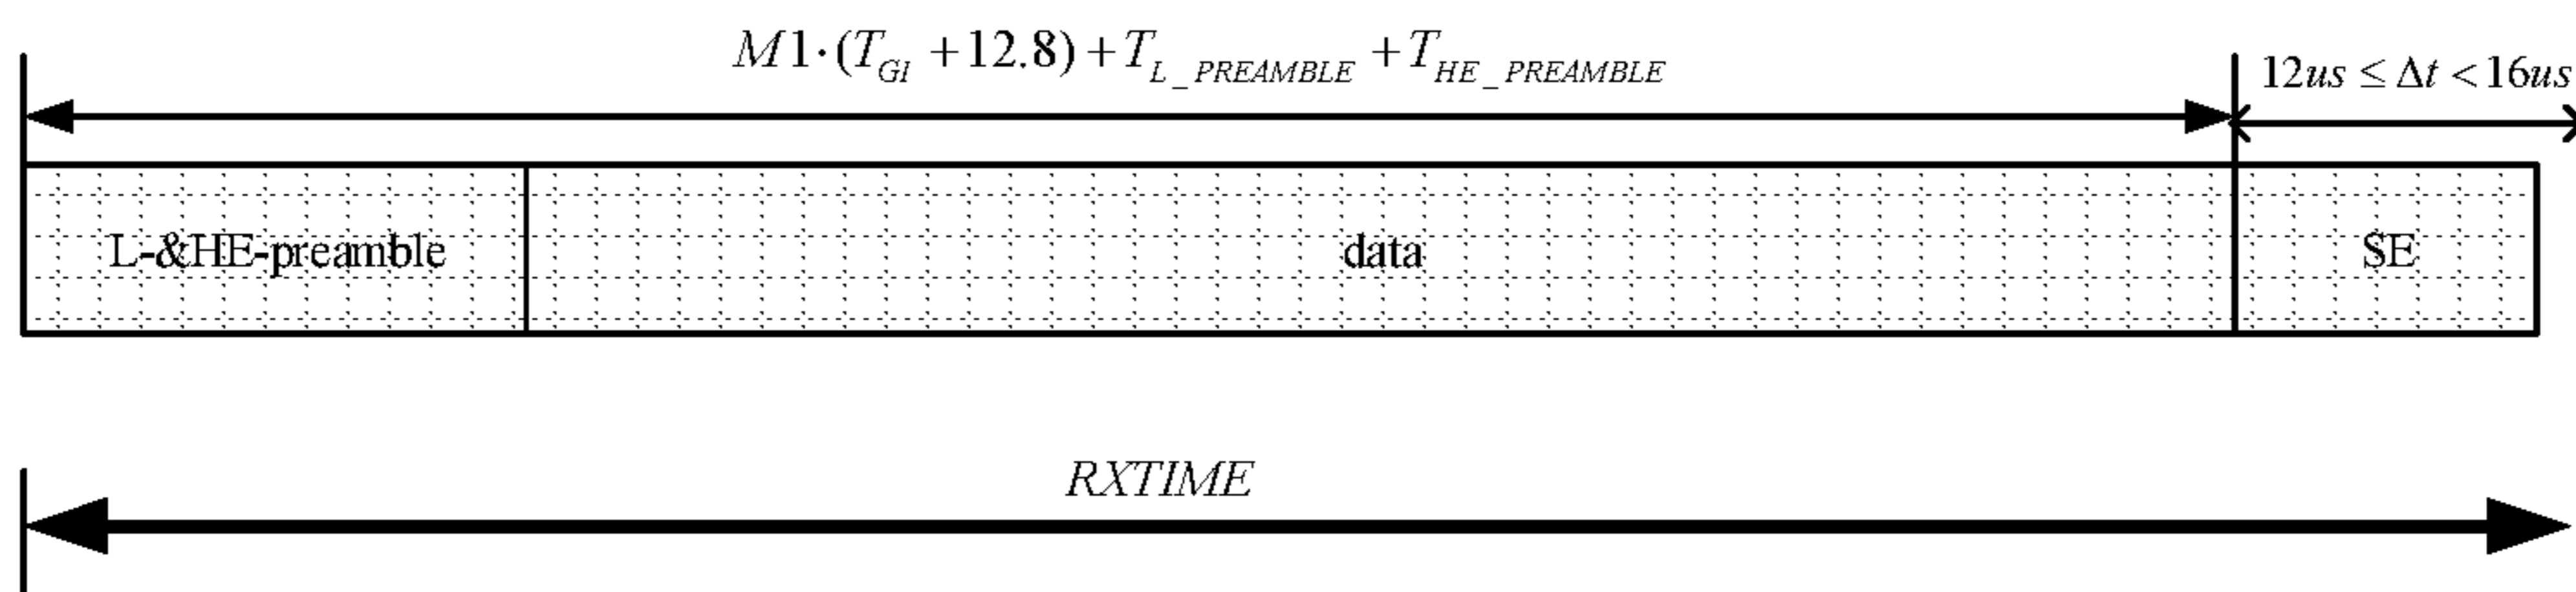 M1·(T_GI +12.8)+T_L_PREAMBLE +T_HE_PREAMBLE
12us ≤ Δt <16us
L-&HE-preamble
data
SE
RXTIME